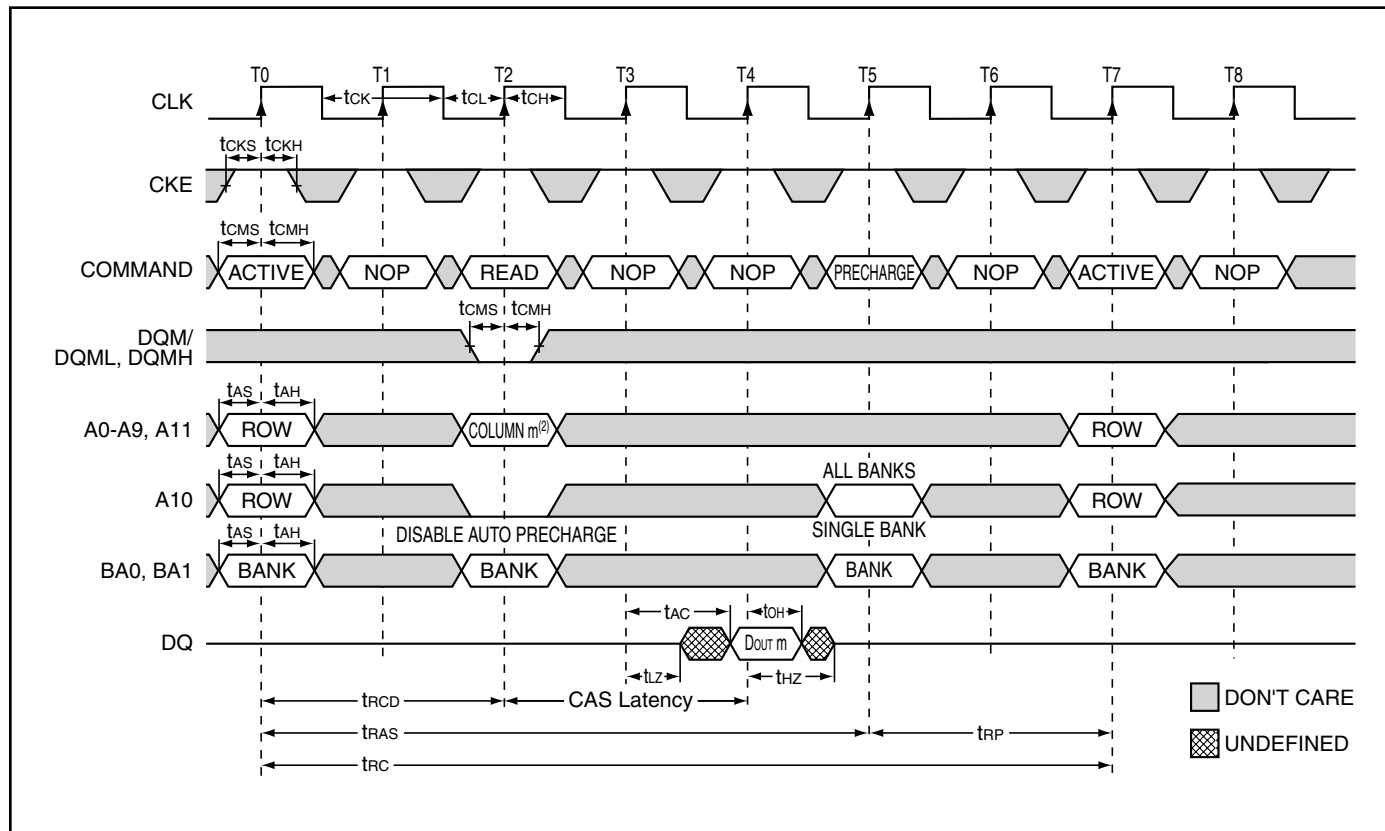 T0 T1 T2 T3 T4 T5 T6 T7 T8
CLK tCK tCL tCH
tCKS tCKH
CKE
tCMS tCMH
COMMAND ACTIVE NOP READ NOP NOP PRECHARGE NOP ACTIVE NOP
tCMS tCMH
DQM/
DQML, DQMH
tAS tAH
A0-A9, A11 ROW COLUMN m(2) ROW
tAS tAH ALL BANKS
A10 ROW ROW
DISABLE AUTO PRECHARGE SINGLE BANK
tAS tAH
BA0, BA1 BANK BANK BANK BANK
tAC tOH
DQ DOUT m
tLZ tHZ
tRCD CAS Latency
DON'T CARE
tRAS tRP
UNDEFINED
tRC